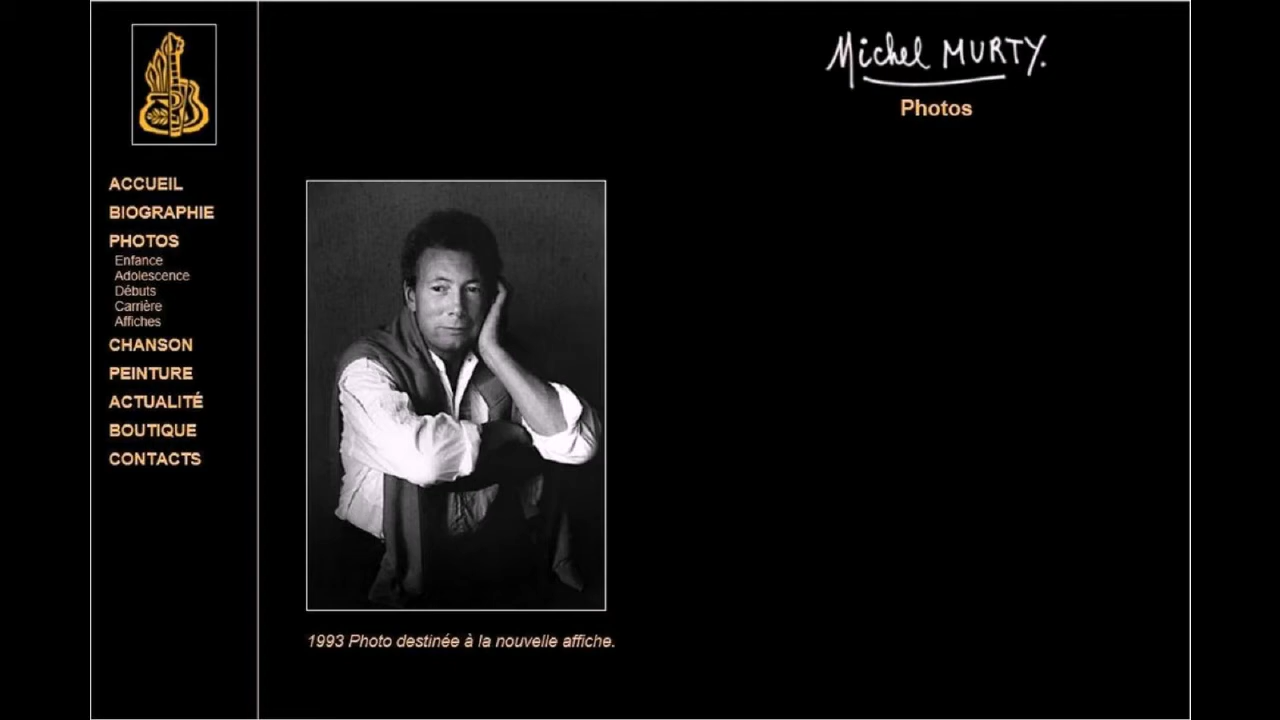 Michel MURTY.
Photos
ACCUEIL
BIOGRAPHIE
PHOTOS
Enfance
Adolescence
Débuts
Carrière
Affiches
CHANSON
PEINTURE
ACTUALITÉ
BOUTIQUE
CONTACTS
1993 Photo destinée à la nouvelle affiche.